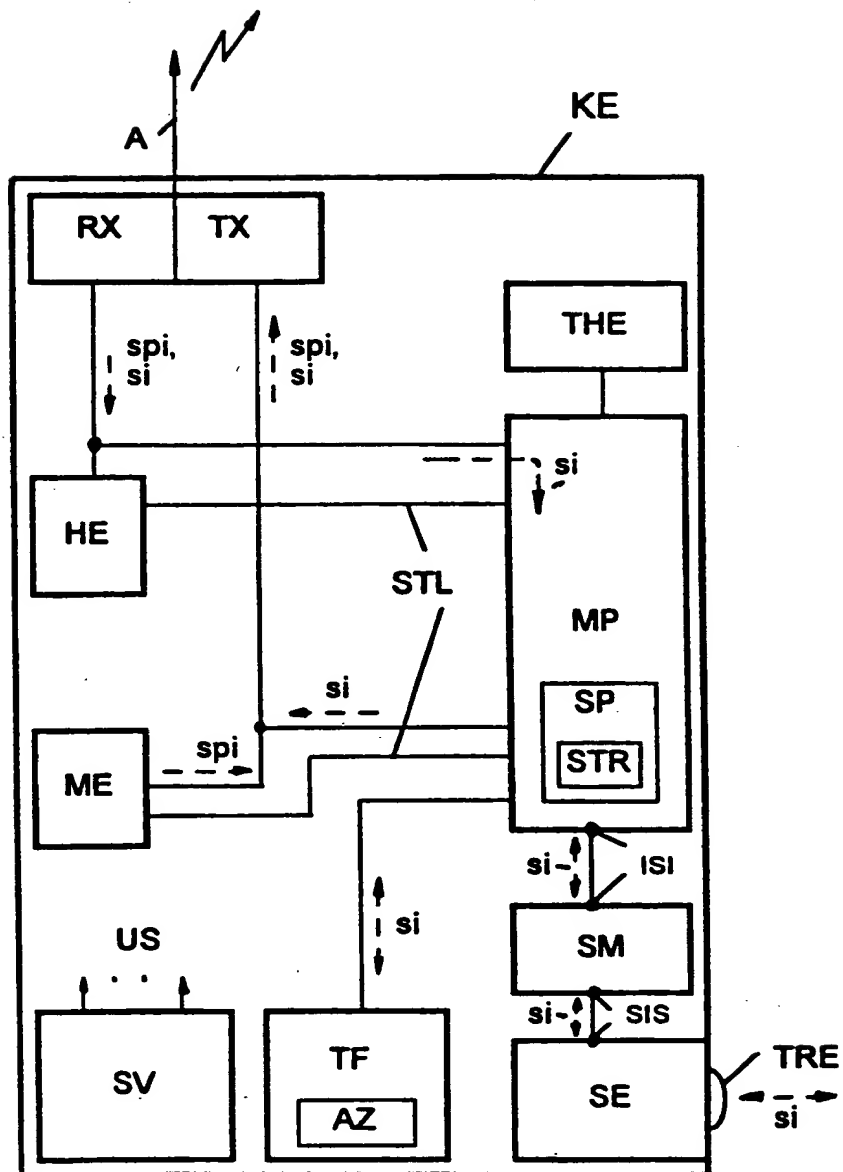 A
KE
RX TX
THE
spi,
si
spi,
si
si
HE
STL
MP
si
SP
STR
spi
ME
si
ISI
si
US
SM
si
SIS
SV
TF
AZ
SE
TRE
si